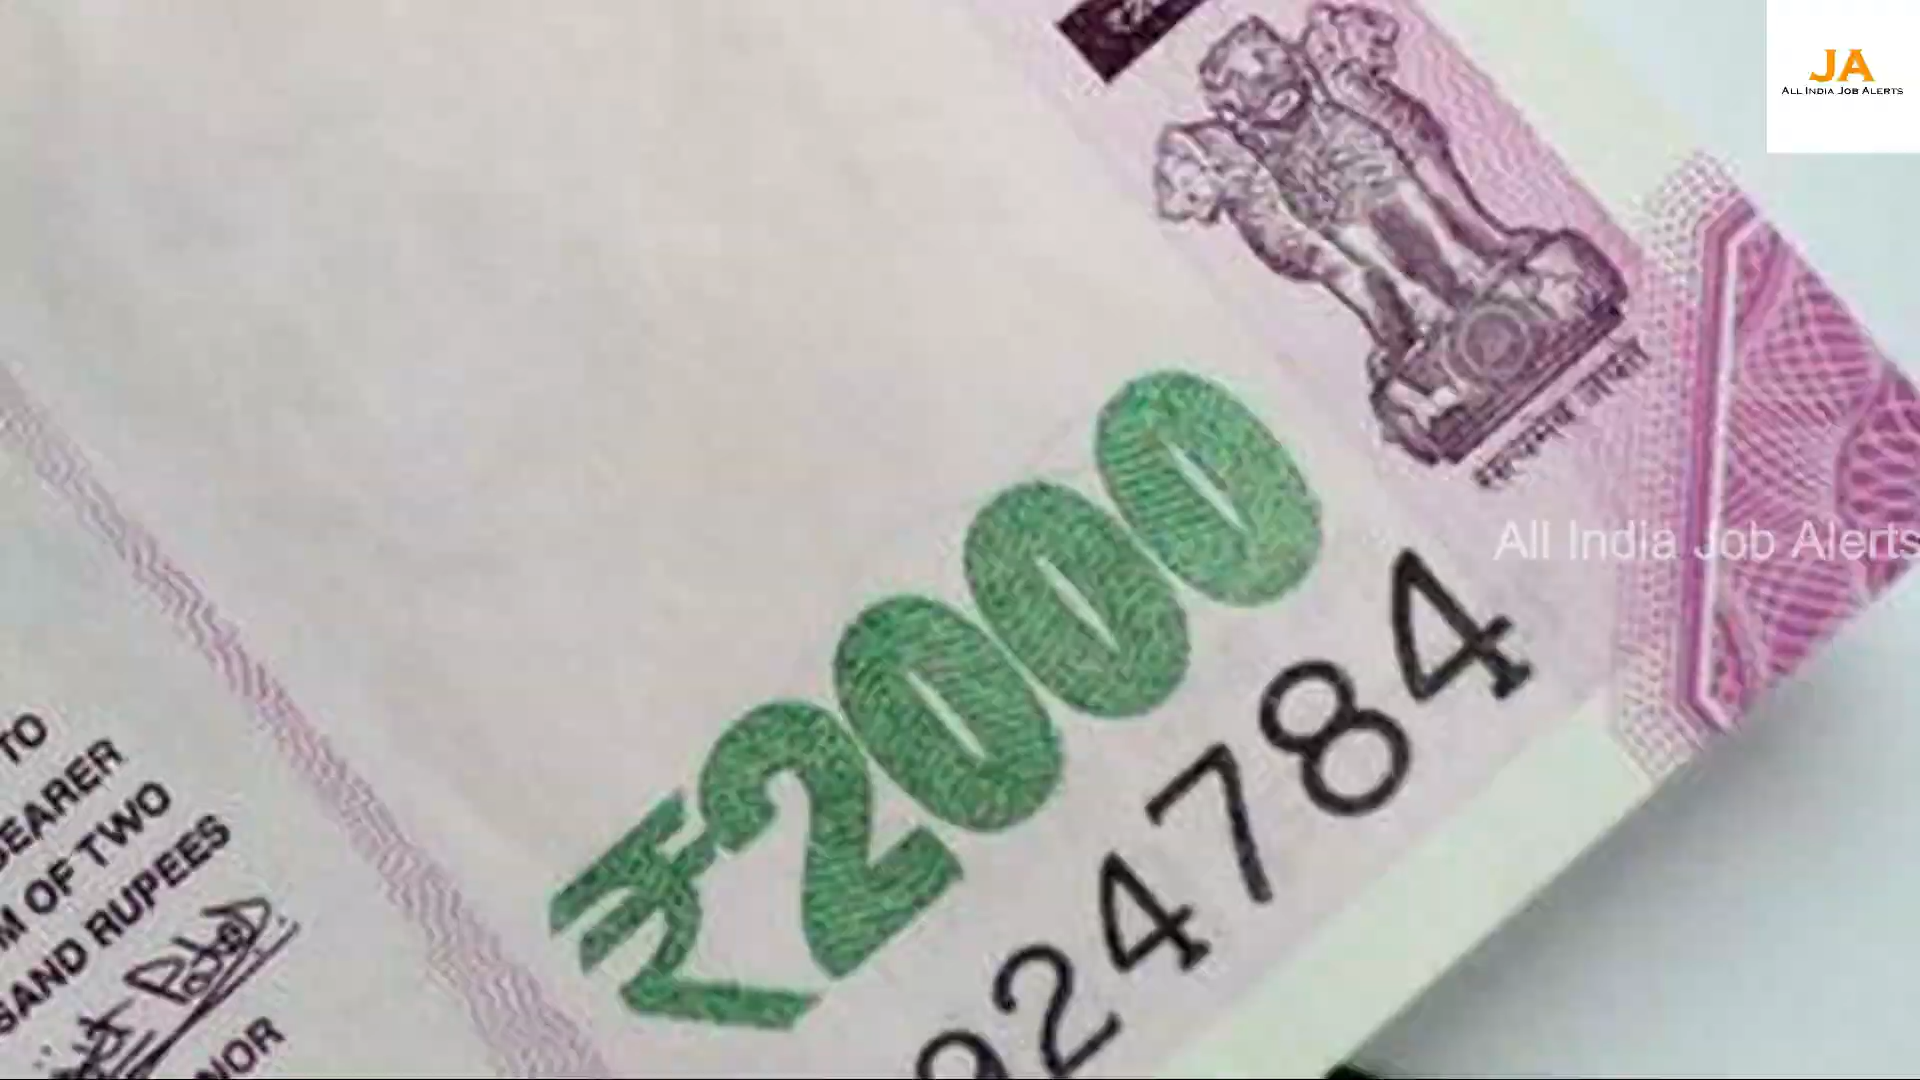 JA
ALL INDIA JOB ALERTS
सत्यमेव जयते
All India Job Alerts
₹2000
924784
TO
BEARER
M OF TWO
SAND RUPEES
NOR